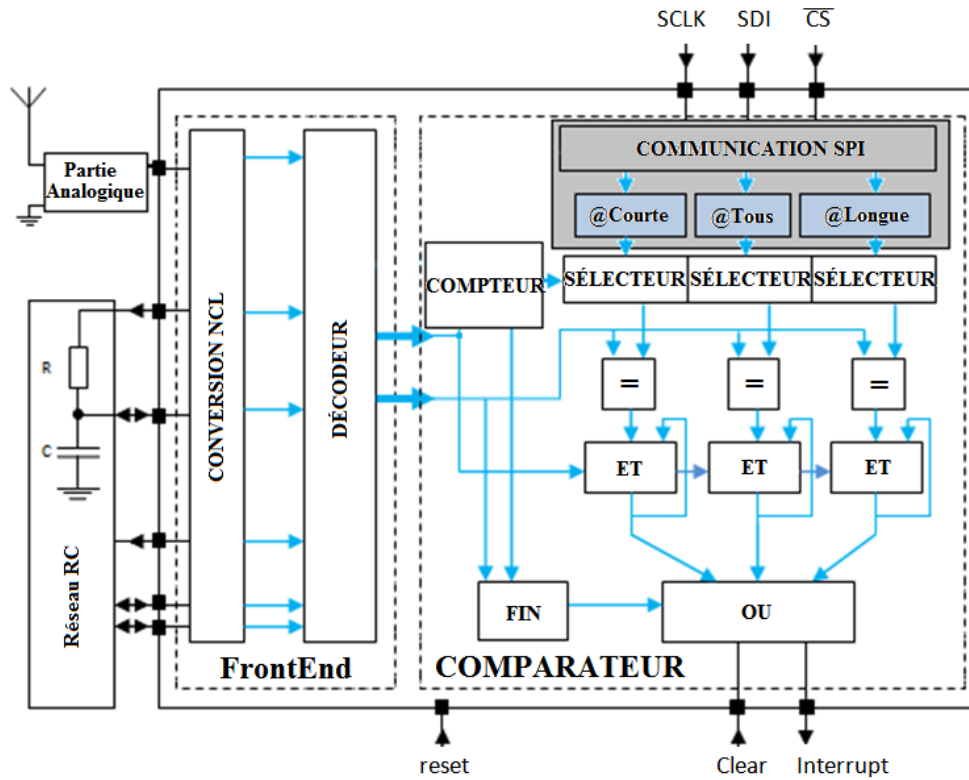 SCLK SDI CS
Partie
Analogique
COMMUNICATION SPI
@Courte @Tous @Longue
COMPTEUR
SÉLECTEUR SÉLECTEUR SÉLECTEUR
CONVERSION NCL
DÉCODEUR
R
C
Réseau RC
= = =
ET ET ET
FIN
OU
FrontEnd
COMPARATEUR
reset
Clear Interrupt